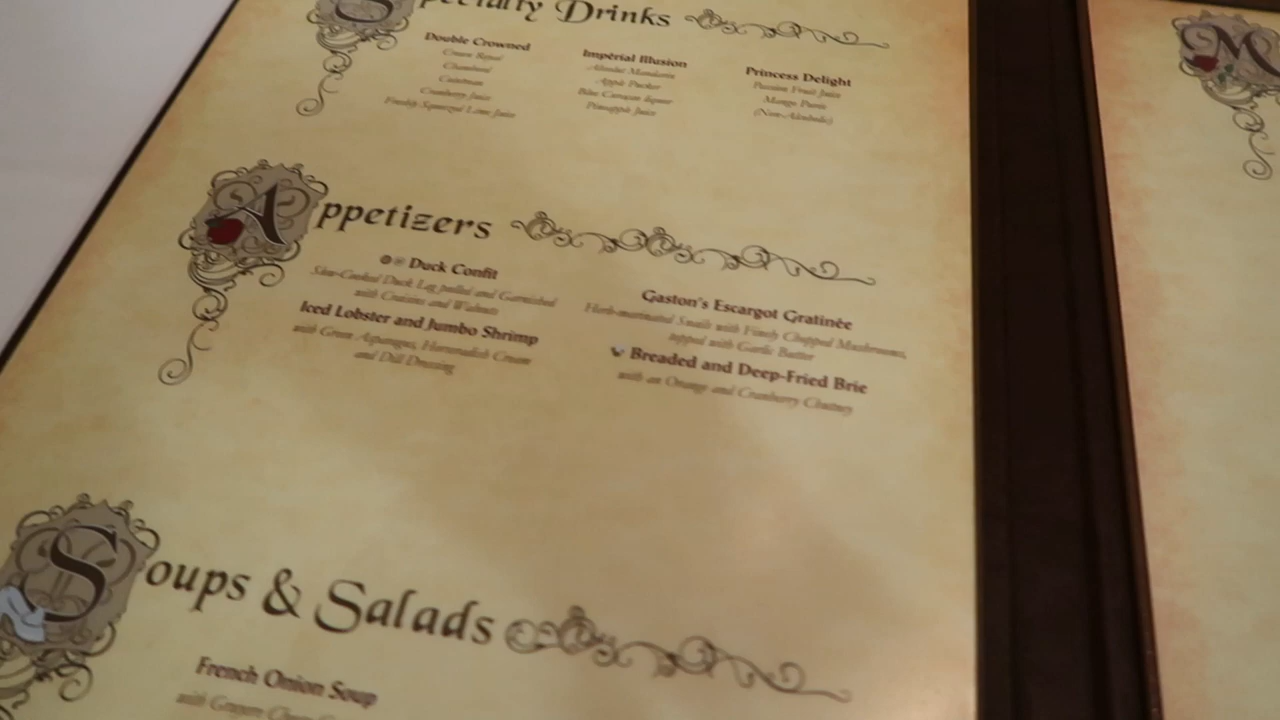 Specialty Drinks
Double Crowned
Crown Royal
Chambord
Cointreau
Cranberry Juice
Freshly Squeezed Lime Juice
Impérial Illusion
Absolut Mandarin
Apple Pucker
Blue Curacao liqueur
Pineapple Juice
Princess Delight
Passion Fruit Juice
Mango Purée
(Non-Alcoholic)
Appetizers
Duck Confit
Slow-Cooked Duck Leg pulled and Garnished
with Craisins and Walnuts
Iced Lobster and Jumbo Shrimp
with Green Asparagus, Horseradish Cream
and Dill Dressing
Gaston's Escargot Gratinée
Herb-marinated Snails with Finely Chopped Mushrooms,
topped with Garlic Butter
Breaded and Deep-Fried Brie
with an Orange and Cranberry Chutney
Soups & Salads
French Onion Soup
with Gruyere
M